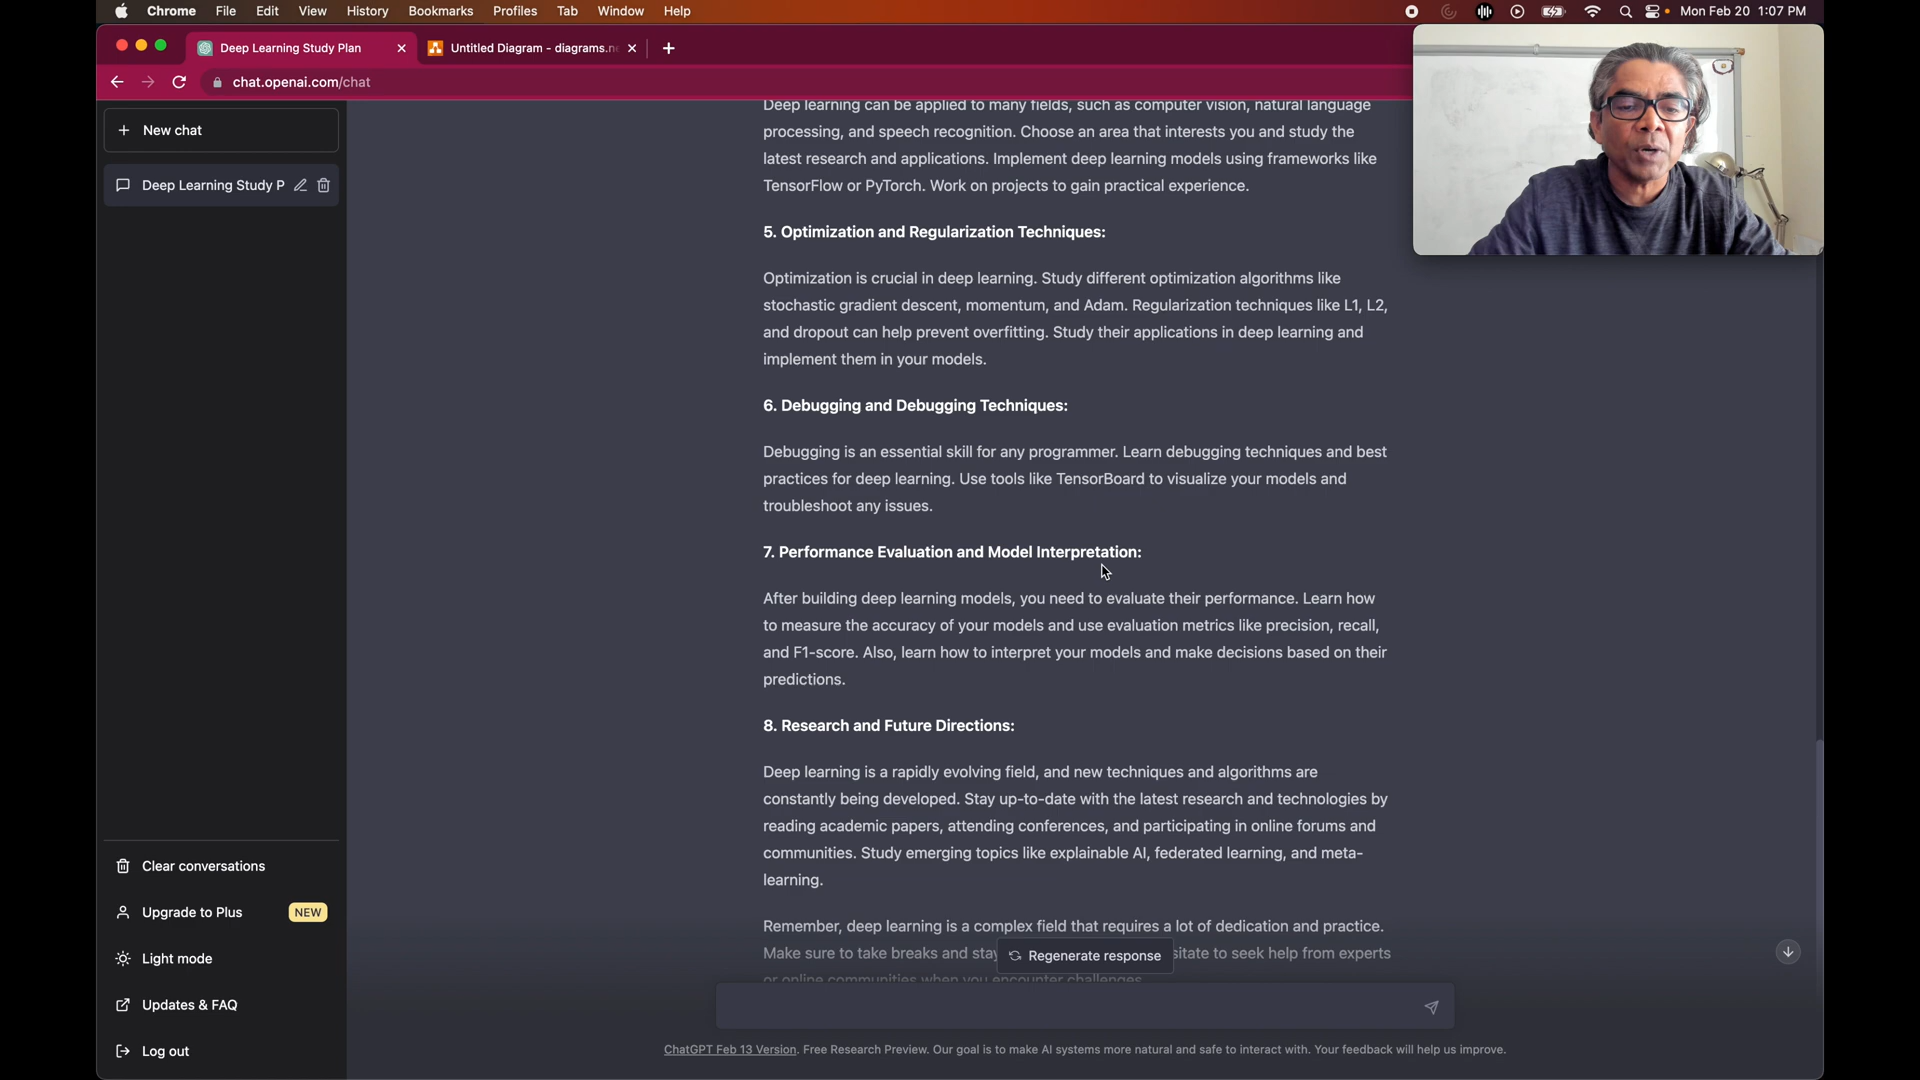 Chrome File Edit View History Bookmarks Profiles Tab Window Help Mon Feb 20 1:07 PM
Deep Learning Study Plan Untitled Diagram - diagrams.
chat.openai.com/chat
New chat
Deep Learning Study P
Deep learning can be applied to many fields, such as computer vision, natural language
processing, and speech recognition. Choose an area that interests you and study the
latest research and applications. Implement deep learning models using frameworks like
TensorFlow or PyTorch. Work on projects to gain practical experience.
5. Optimization and Regularization Techniques:
Optimization is crucial in deep learning. Study different optimization algorithms like
stochastic gradient descent, momentum, and Adam. Regularization techniques like L1, L2,
and dropout can help prevent overfitting. Study their applications in deep learning and
implement them in your models.
6. Debugging and Debugging Techniques:
Debugging is an essential skill for any programmer. Learn debugging techniques and best
practices for deep learning. Use tools like TensorBoard to visualize your models and
troubleshoot any issues.
7. Performance Evaluation and Model Interpretation:
After building deep learning models, you need to evaluate their performance. Learn how
to measure the accuracy of your models and use evaluation metrics like precision, recall,
and F1-score. Also, learn how to interpret your models and make decisions based on their
predictions.
8. Research and Future Directions:
Deep learning is a rapidly evolving field, and new techniques and algorithms are
constantly being developed. Stay up-to-date with the latest research and technologies by
reading academic papers, attending conferences, and participating in online forums and
communities. Study emerging topics like explainable AI, federated learning, and meta-
learning.
Remember, deep learning is a complex field that requires a lot of dedication and practice.
Make sure to take breaks and stay sitate to seek help from experts
or online communities when you encounter challenges.
Regenerate response
Clear conversations
Upgrade to Plus NEW
Light mode
Updates & FAQ
Log out
ChatGPT Feb 13 Version. Free Research Preview. Our goal is to make AI systems more natural and safe to interact with. Your feedback will help us improve.